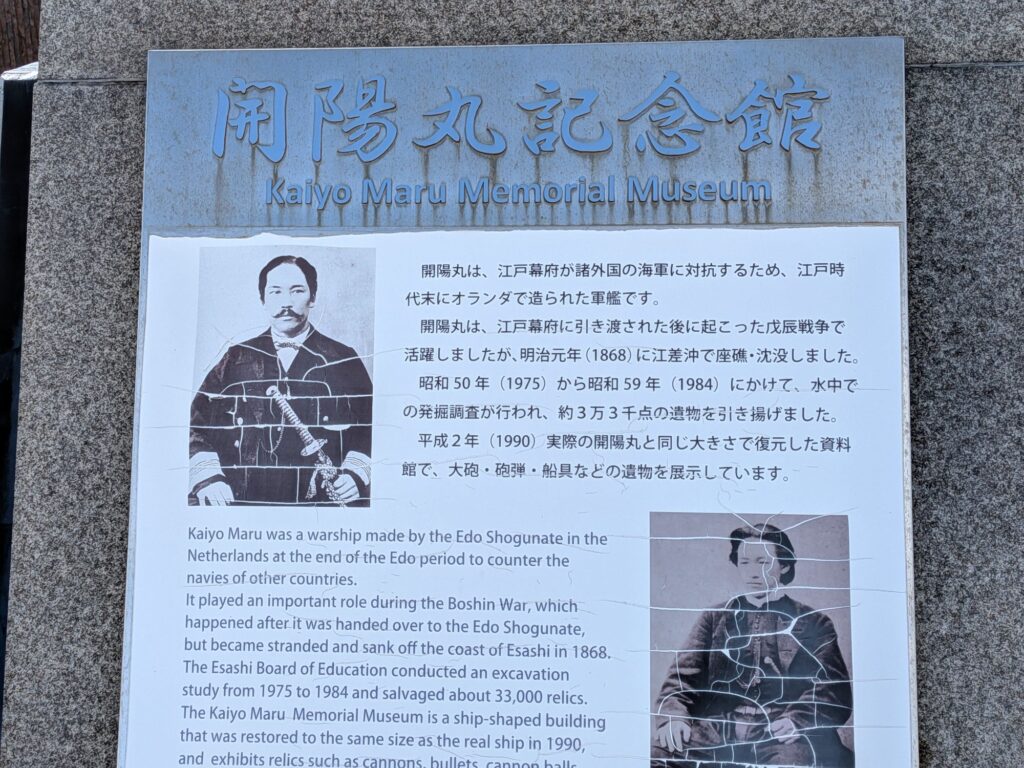 開陽丸記念館
Kaiyo Maru Memorial Museum
開陽丸は、江戸幕府が諸外国の海軍に対抗するため、江戸時
代末にオランダで造られた軍艦です。
開陽丸は、江戸幕府に引き渡された後に起こった戊辰戦争で
活躍しましたが、明治元年(1868)に江差沖で座礁・沈没しました。
昭和50年(1975)から昭和59年(1984)にかけて、水中で
の発掘調査が行われ、約3万3千点の遺物を引き揚げました。
平成2年(1990)実際の開陽丸と同じ大きさで復元した資料
館で、大砲・砲弾・船具などの遺物を展示しています。
Kaiyo Maru was a warship made by the Edo Shogunate in the
Netherlands at the end of the Edo period to counter the
navies of other countries.
It played an important role during the Boshin War, which
happened after it was handed over to the Edo Shogunate,
but became stranded and sank off the coast of Esashi in 1868.
The Esashi Board of Education conducted an excavation
study from 1975 to 1984 and salvaged about 33,000 relics.
The Kaiyo Maru Memorial Museum is a ship-shaped building
that was restored to the same size as the real ship in 1990,
and exhibits relics such as cannons, bullets, cannon balls